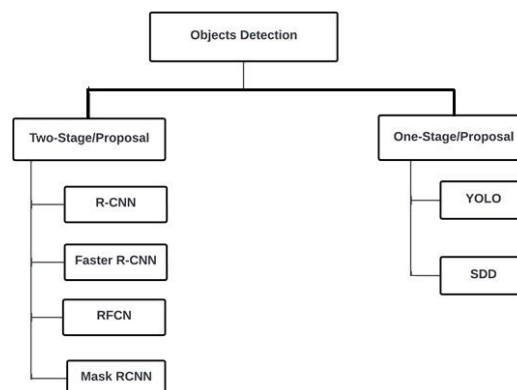 Objects Detection
Two-Stage/Proposal
One-Stage/Proposal
R-CNN
YOLO
Faster R-CNN
SDD
RFCN
Mask RCNN